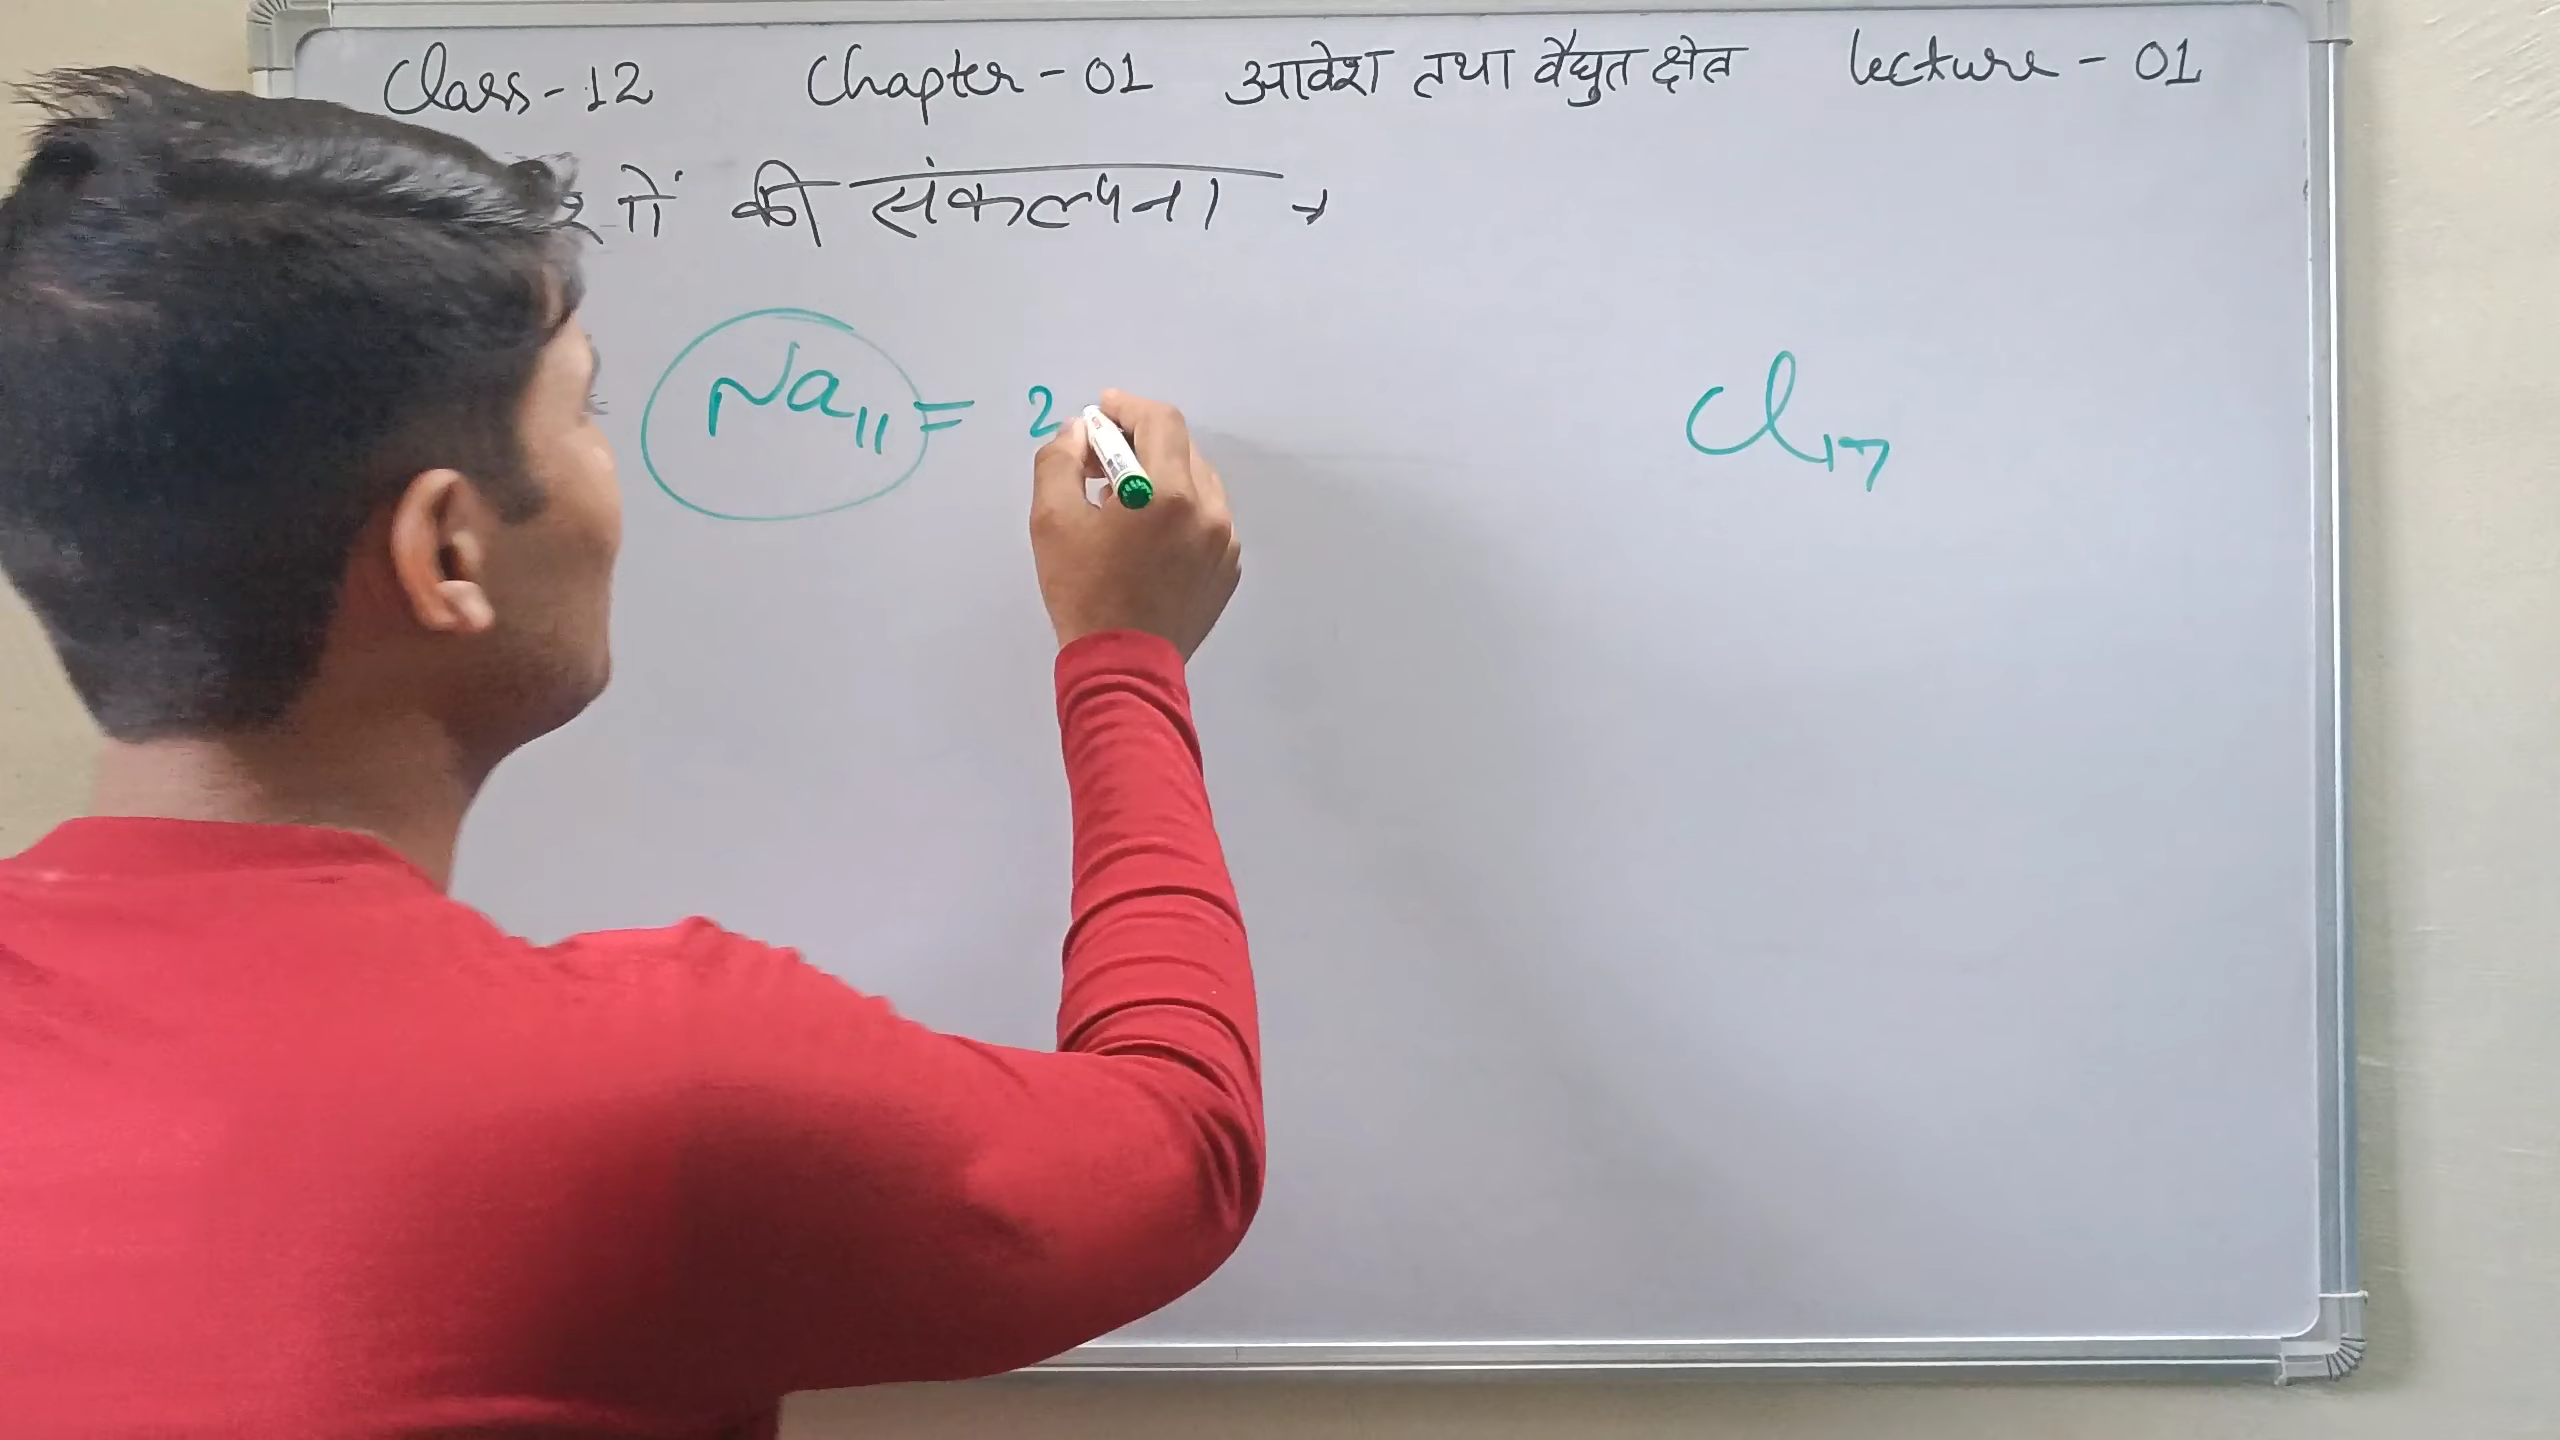 Class-12 Chapter-01 आवेश तथा वैद्युत क्षेत्र lecture-01
की संकल्पना →
Na₁₁ = 2 Cl₁₇